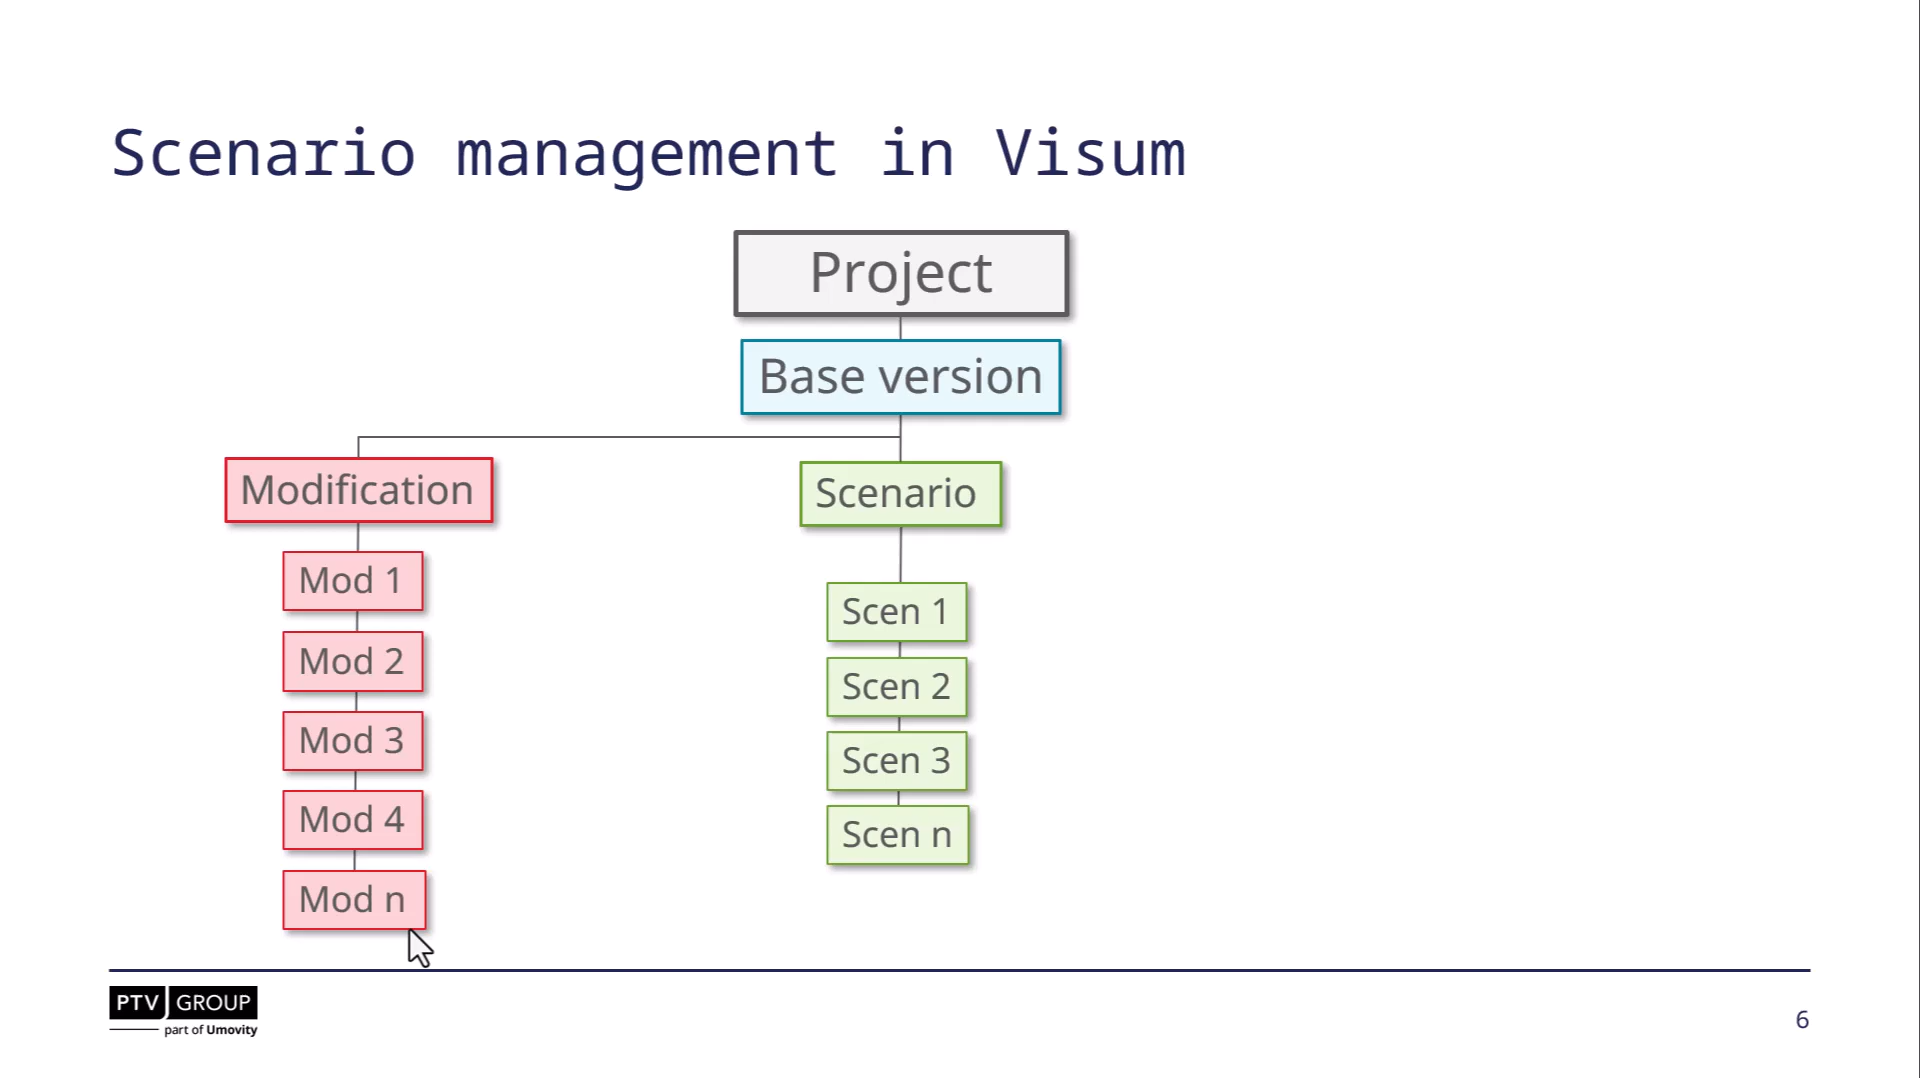 Scenario management in Visum
Project
Base version
Modification
Scenario
Mod 1
Mod 2
Mod 3
Mod 4
Mod n
Scen 1
Scen 2
Scen 3
Scen n
PTV GROUP
part of Umovity
6